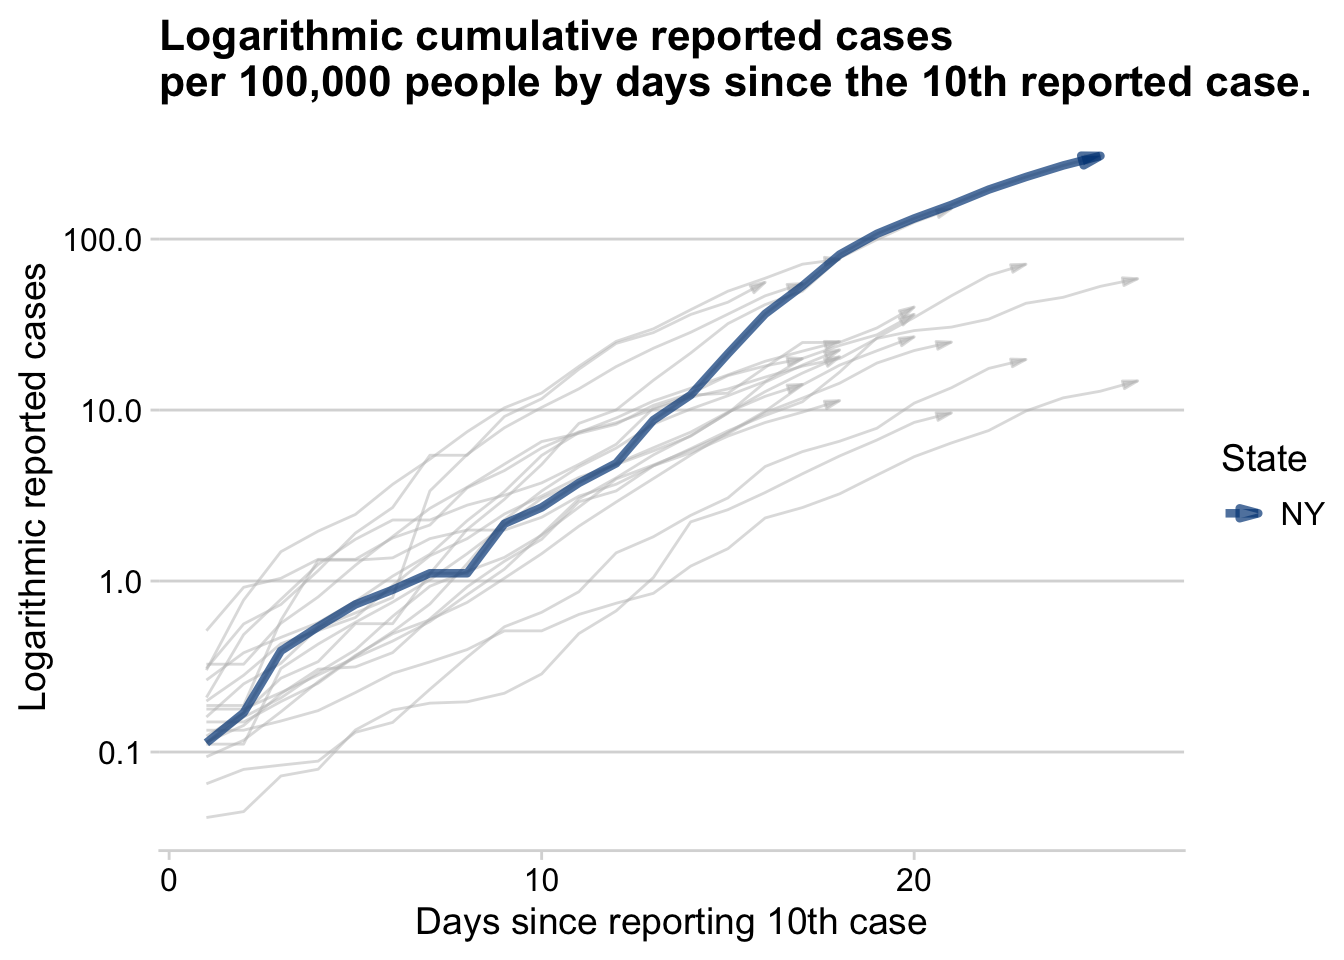 Logarithmic cumulative reported cases
per 100,000 people by days since the 10th reported case.
Logarithmic reported cases
100.0
10.0
1.0
0.1
0
10
20
Days since reporting 10th case
State
NY